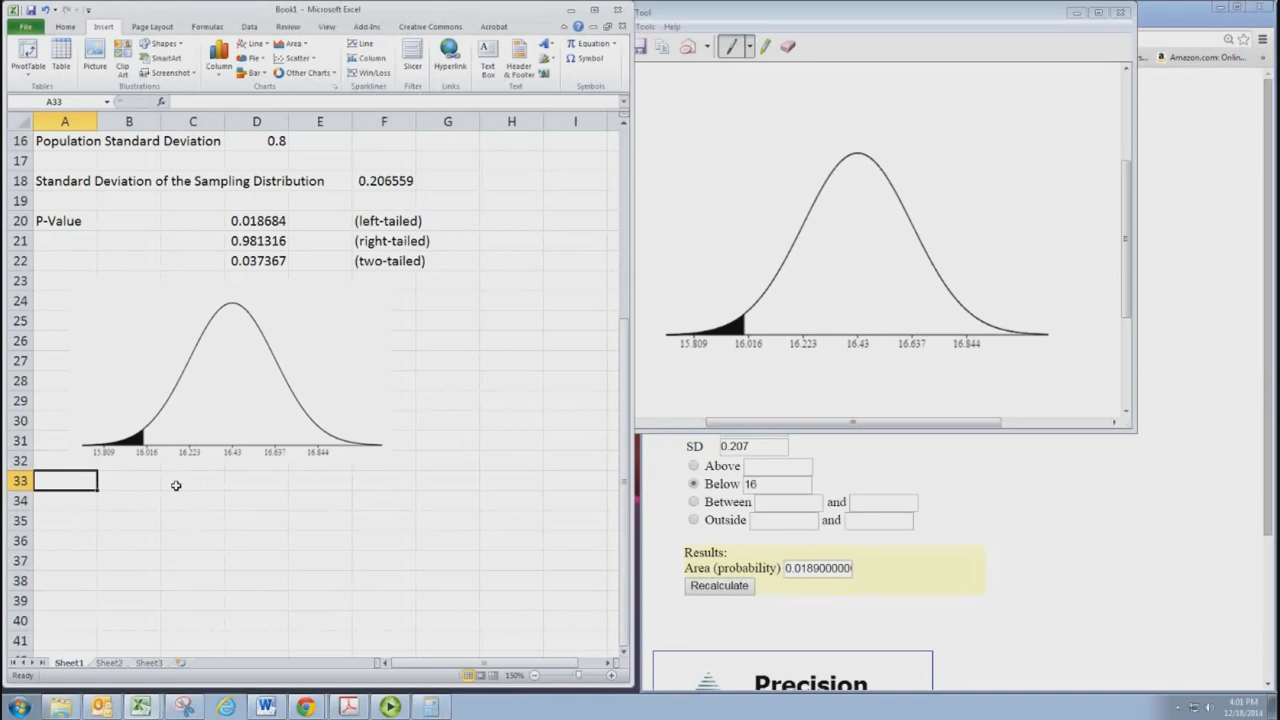 Book1 - Microsoft Excel
File Home Insert Page Layout Formulas Data Review View Add-Ins Creative Commons Acrobat
PivotTable Table Picture Clip Art Shapes SmartArt Screenshot Column Line Pie Bar Area Scatter Other Charts Line Column Win/Loss Slicer Hyperlink Text Box Header & Footer Equation Symbol
Tables Illustrations Charts Sparklines Filter Links Text Symbols
A33 fx
A B C D E F G H I
16 Population Standard Deviation 0.8
17
18 Standard Deviation of the Sampling Distribution 0.206559
19
20 P-Value 0.018684 (left-tailed)
21 0.981316 (right-tailed)
22 0.037367 (two-tailed)
23
24
25
26
27
28
29
30
31
15.809 16.016 16.223 16.43 16.637 16.844
32
33
34
35
36
37
38
39
40
41
Sheet1 Sheet2 Sheet3
Ready 150%
Tool
Tools Help
15.809 16.016 16.223 16.43 16.637 16.844
Amazon.com: Onlin...
SD 0.207
Above
Below 16
Between and
Outside and
Results:
Area (probability) 0.018900000
Recalculate
Precision
4:01 PM
12/18/2014